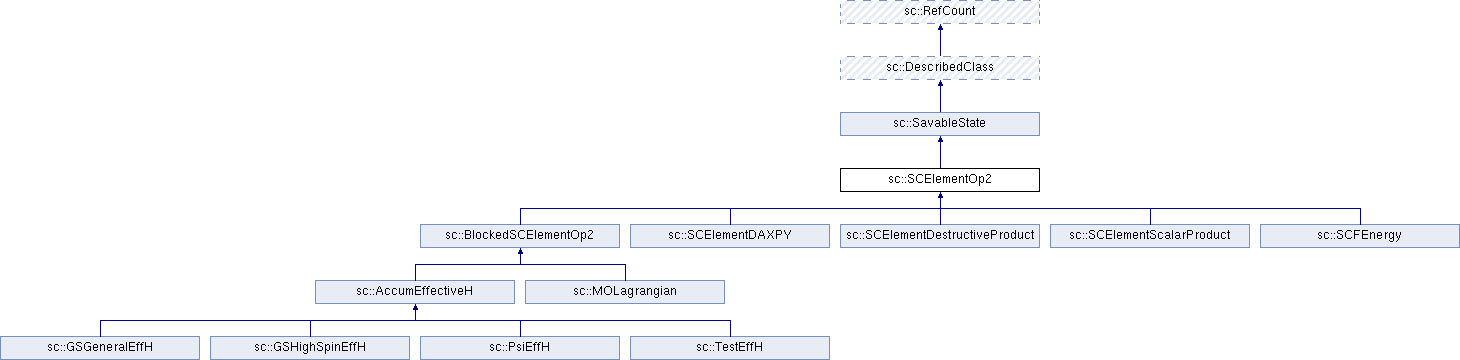 sc::RefCount
sc::DescribedClass
sc::SavableState
sc::SCElementOp2
sc::BlockedSCElementOp2
sc::SCElementDAXPY
sc::SCElementDestructiveProduct
sc::SCElementScalarProduct
sc::SCFEnergy
sc::AccumEffectiveH
sc::MOLagrangian
sc::GSGeneralEffH
sc::GSHighSpinEffH
sc::PsiEffH
sc::TestEffH